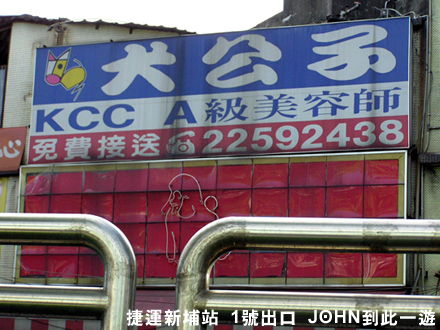 犬公子
KCC A級美容師
免費接送 22592438
心
捷運新埔站 1號出口 JOHN到此一遊